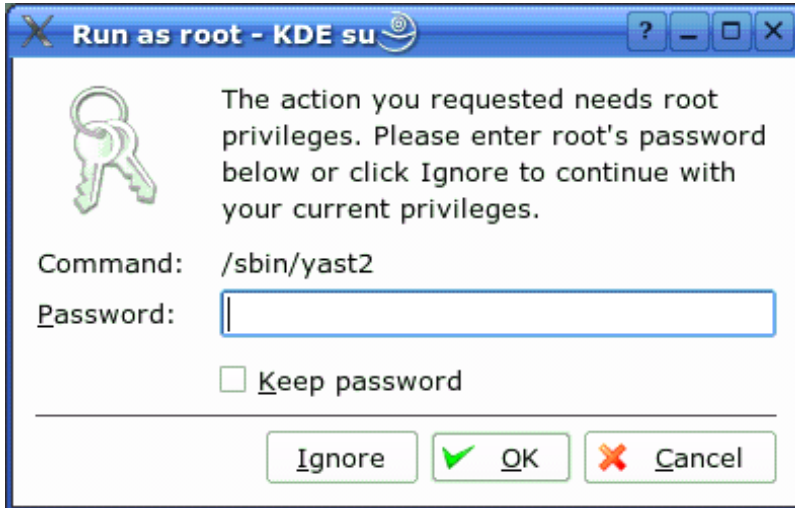 Run as root - KDE su
?
The action you requested needs root
privileges. Please enter root's password
below or click Ignore to continue with
your current privileges.
Command: /sbin/yast2
Password:
Keep password
Ignore OK Cancel